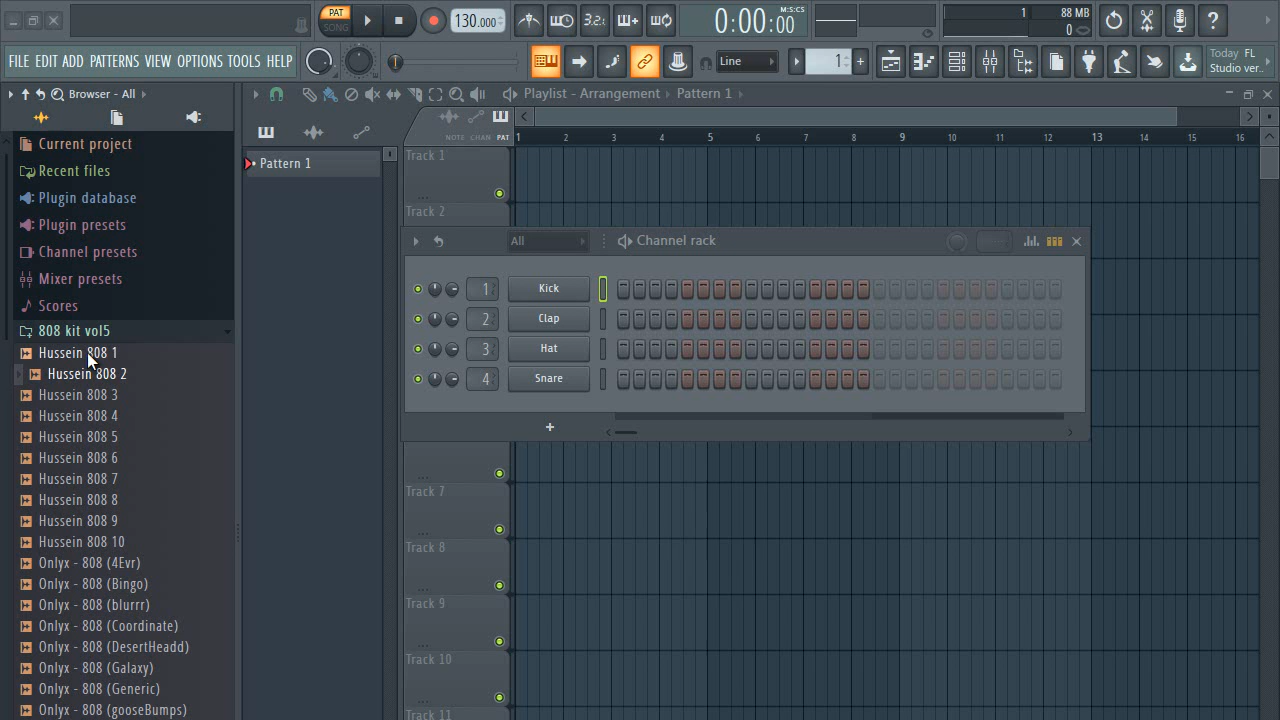 PAT
SONG
130.000
3.2
0:00:00
M:S:CS
1
88 MB
0
FILE EDIT ADD PATTERNS VIEW OPTIONS TOOLS HELP
Line
1
Today FL
Studio ver..
Browser - All
Playlist - Arrangement
Pattern 1
NOTE CHAN PAT
1 2 3 4 5 6 7 8 9 10 11 12 13 14 15 16
Current project
Recent files
Plugin database
Plugin presets
Channel presets
Mixer presets
Scores
808 kit vol5
Hussein 808 1
Hussein 808 2
Hussein 808 3
Hussein 808 4
Hussein 808 5
Hussein 808 6
Hussein 808 7
Hussein 808 8
Hussein 808 9
Hussein 808 10
Onlyx - 808 (4Evr)
Onlyx - 808 (Bingo)
Onlyx - 808 (blurrr)
Onlyx - 808 (Coordinate)
Onlyx - 808 (DesertHeadd)
Onlyx - 808 (Galaxy)
Onlyx - 808 (Generic)
Onlyx - 808 (gooseBumps)
Pattern 1
Track 1
...
Track 2
All
Channel rack
1 Kick
2 Clap
3 Hat
4 Snare
+
...
Track 7
...
Track 8
...
Track 9
...
Track 10
...
Track 11